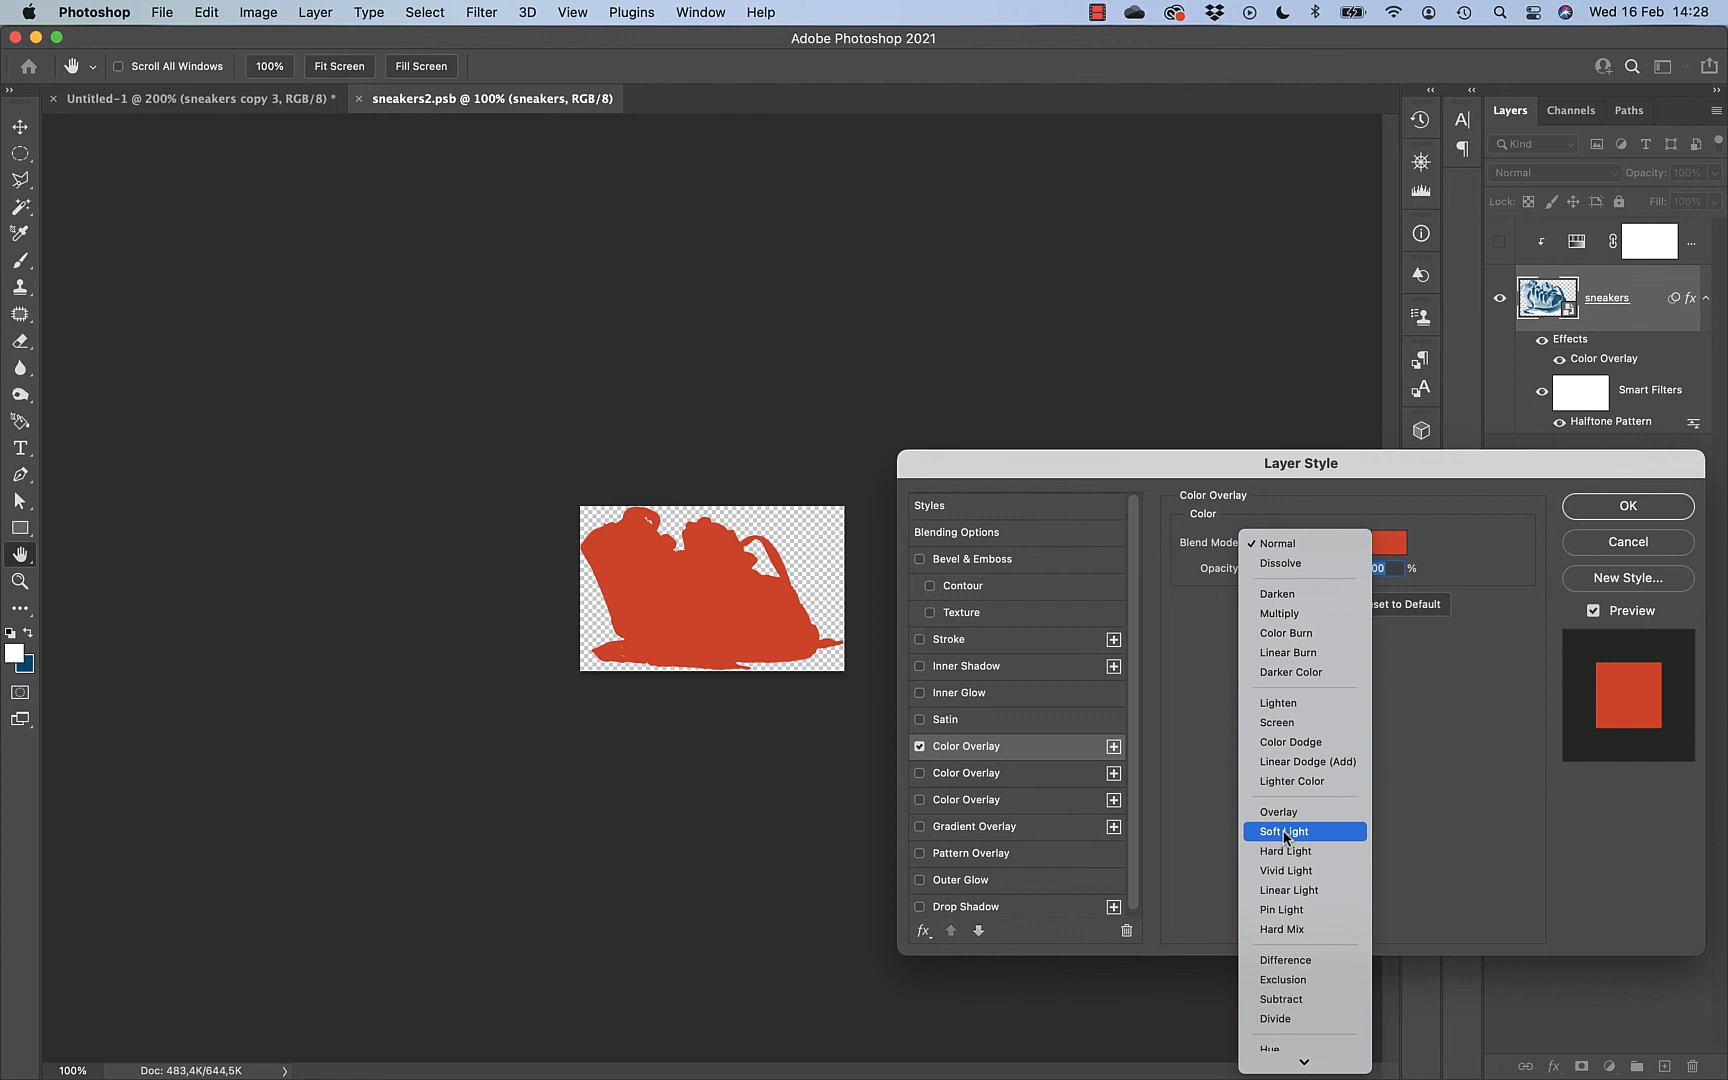 Photoshop File Edit Image Layer Type Select Filter 3D View Plugins Window Help Wed 16 Feb 14:28
Adobe Photoshop 2021
Scroll All Windows 100% Fit Screen Fill Screen
Untitled-1 @ 200% (sneakers copy 3, RGB/8) * sneakers2.psb @ 100% (sneakers, RGB/8)
Layers Channels Paths
Kind
Normal Opacity: 100%
Lock: Fill: 100%
sneakers fx
Effects
Color Overlay
Smart Filters
Halftone Pattern
Layer Style
Styles
Blending Options
Bevel & Emboss
Contour
Texture
Stroke
Inner Shadow
Inner Glow
Satin
Color Overlay
Color Overlay
Color Overlay
Gradient Overlay
Pattern Overlay
Outer Glow
Drop Shadow
fx
Color Overlay
Color
Blend Mode
Opacity 00 %
eset to Default
Normal
Dissolve
Darken
Multiply
Color Burn
Linear Burn
Darker Color
Lighten
Screen
Color Dodge
Linear Dodge (Add)
Lighter Color
Overlay
Soft Light
Hard Light
Vivid Light
Linear Light
Pin Light
Hard Mix
Difference
Exclusion
Subtract
Divide
Hue
OK
Cancel
New Style...
Preview
100% Doc: 483,4K/644,5K
fx